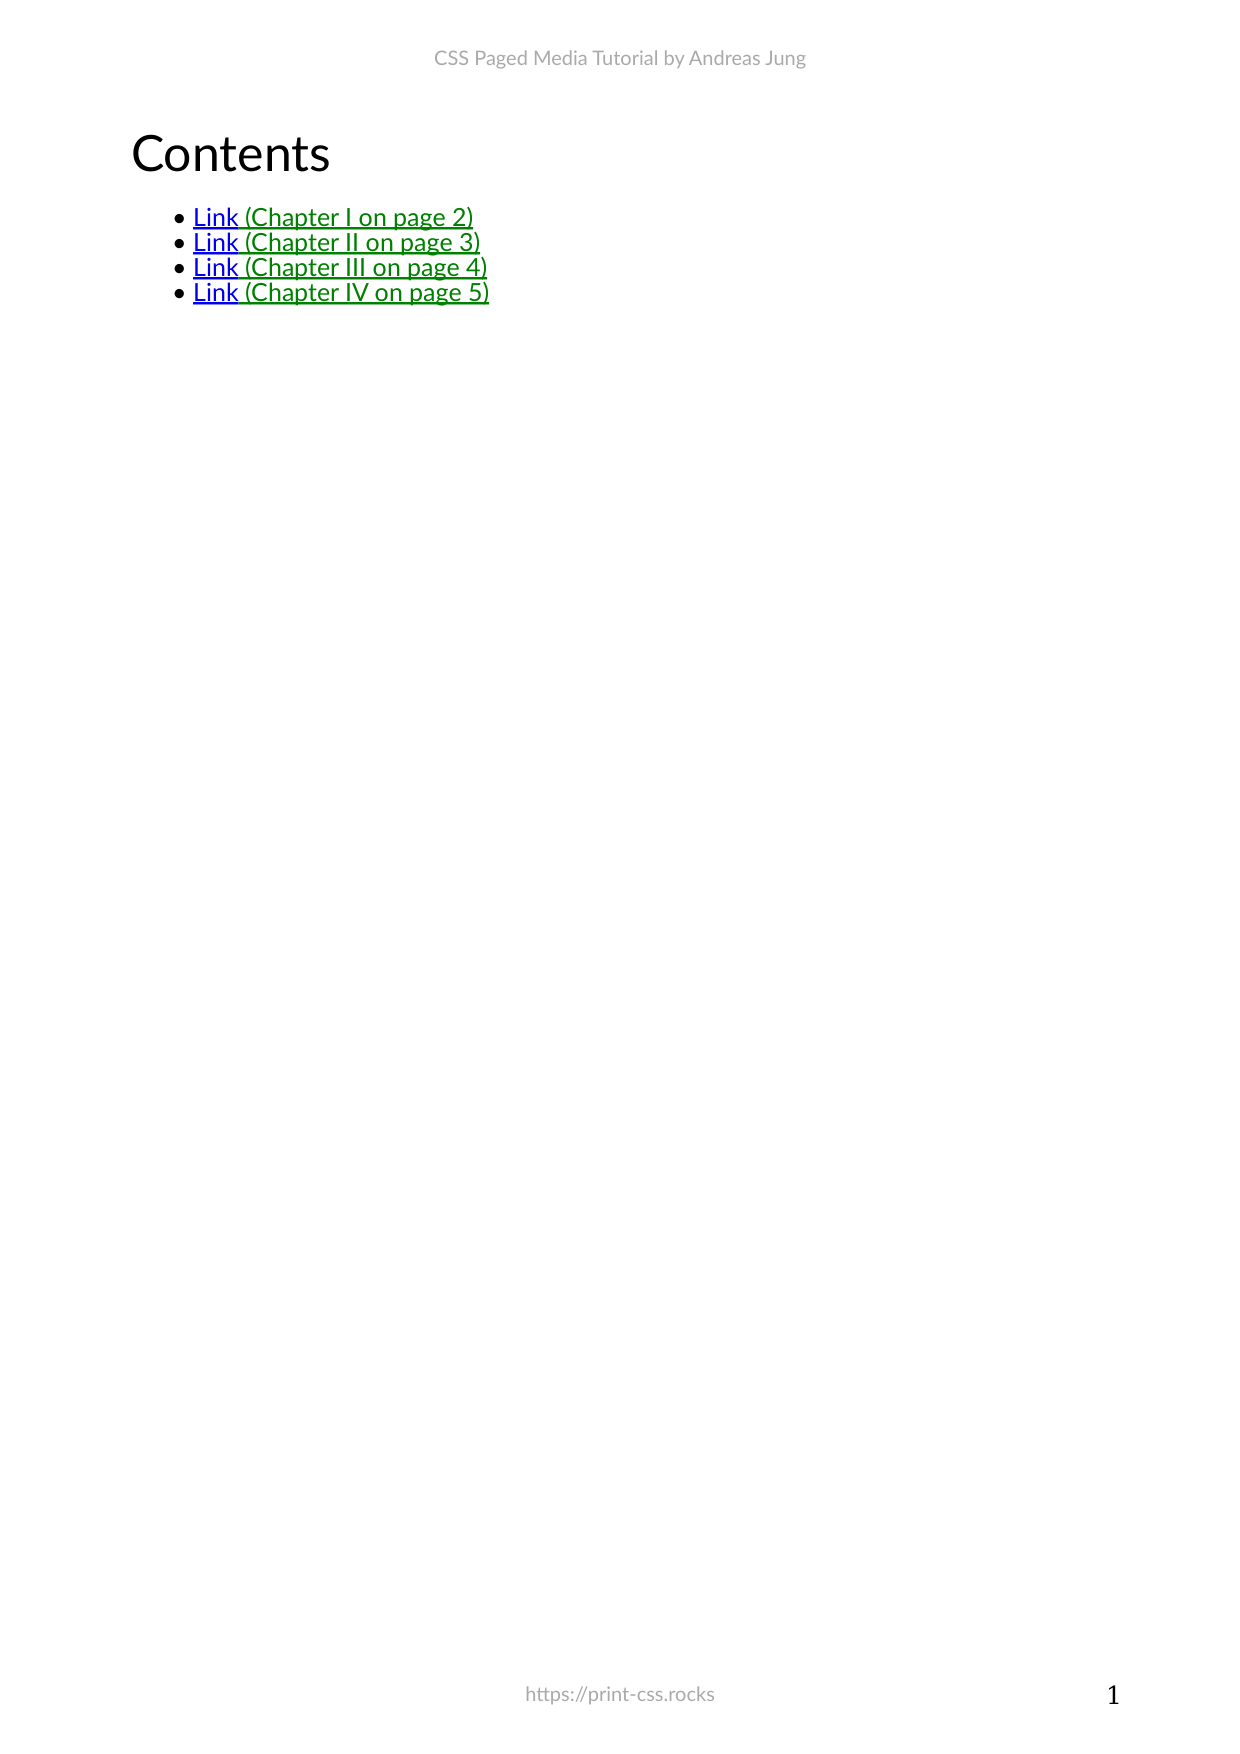 CSS Paged Media Tutorial by Andreas Jung
Contents
• Link (Chapter I on page 2)
• Link (Chapter II on page 3)
• Link (Chapter III on page 4)
• Link (Chapter IV on page 5)
https://print-css.rocks 1